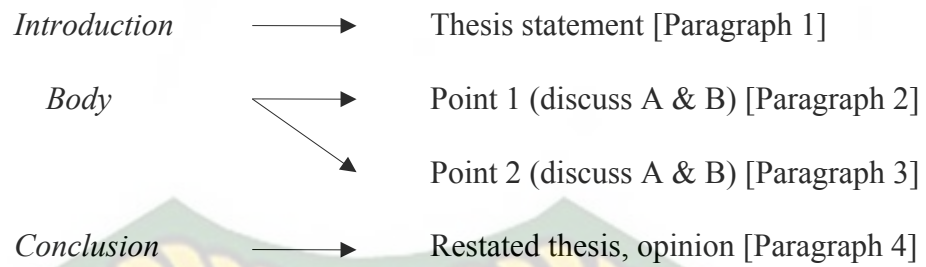 Introduction Thesis statement [Paragraph 1]
Body Point 1 (discuss A & B) [Paragraph 2]
Point 2 (discuss A & B) [Paragraph 3]
Conclusion Restated thesis, opinion [Paragraph 4]